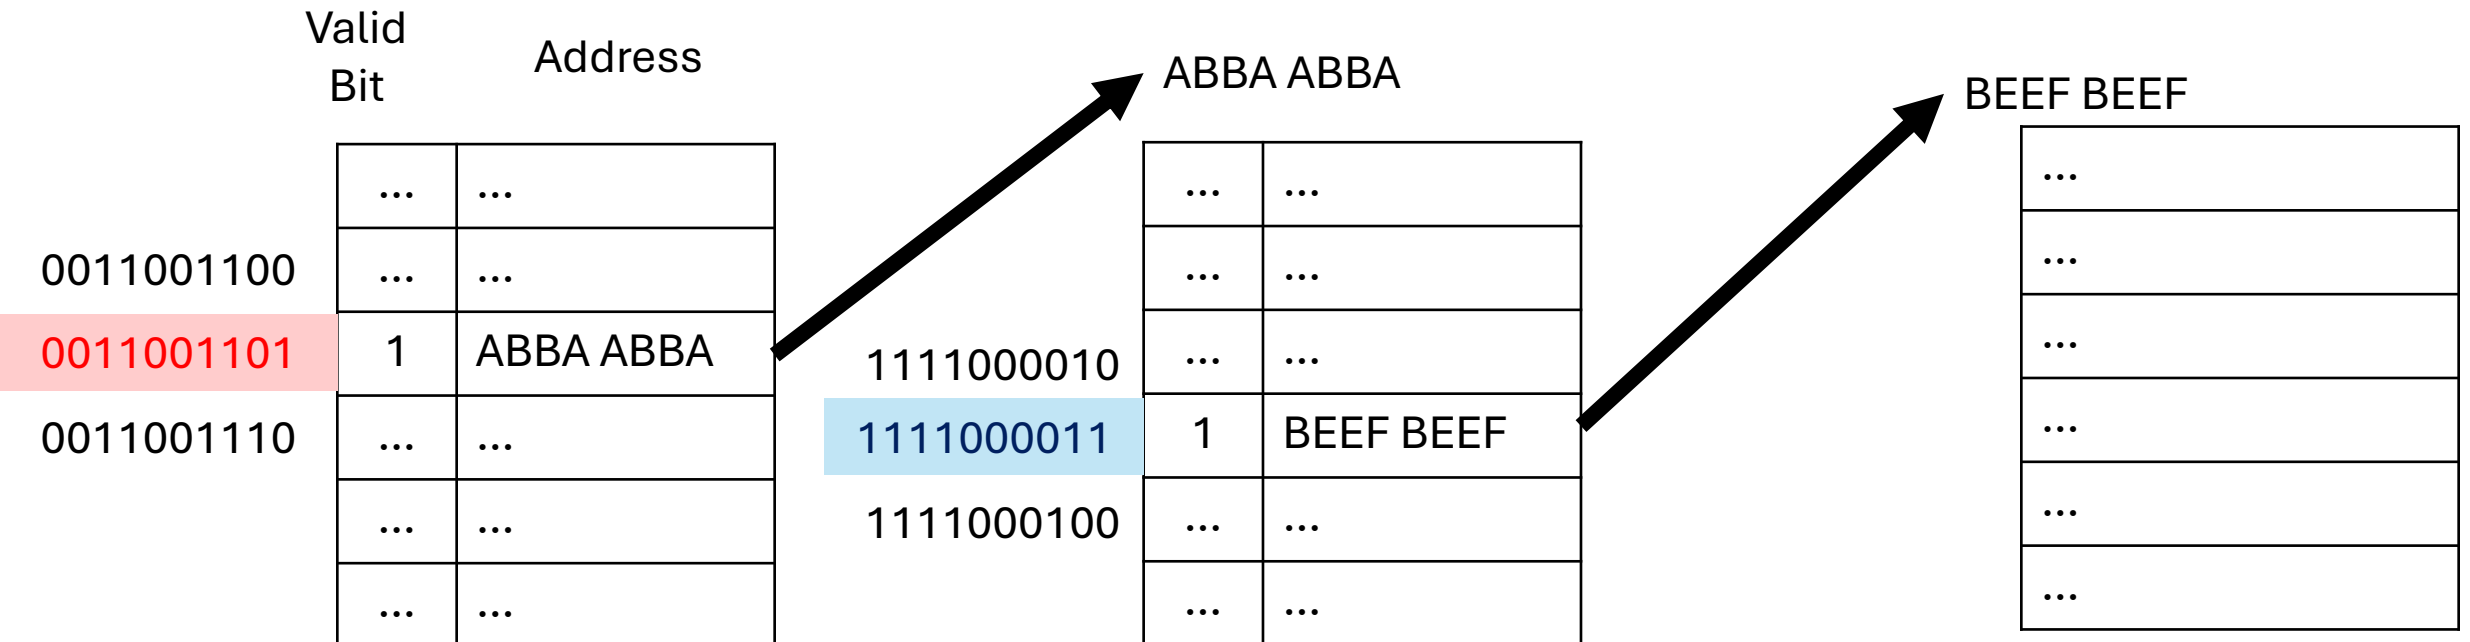 Valid
Bit
Address
ABBA ABBA
BEEF BEEF
... ...
0011001100 ... ...
0011001101 1 ABBA ABBA
0011001110 ... ...
... ...
... ...
... ...
... ...
1111000010 ... ...
1111000011 1 BEEF BEEF
1111000100 ... ...
... ...
...
...
...
...
...
...